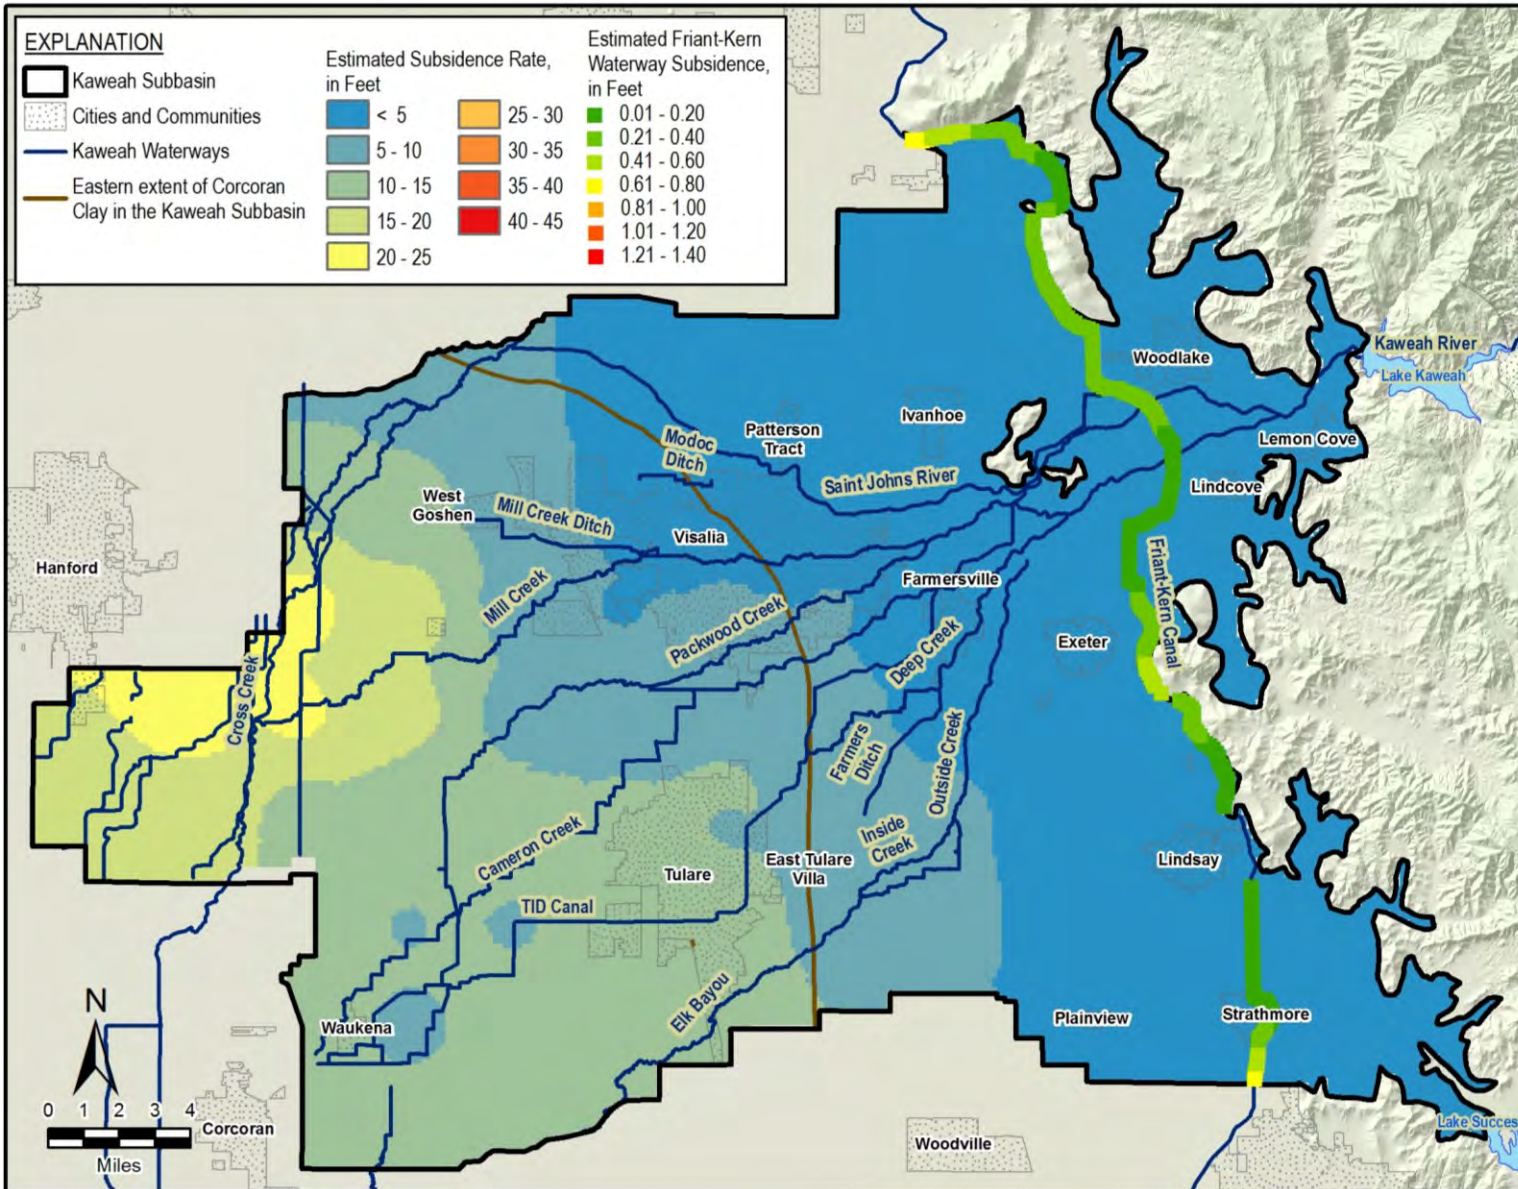 EXPLANATION
Kaweah Subbasin
Cities and Communities
Kaweah Waterways
Eastern extent of Corcoran
Clay in the Kaweah Subbasin
Estimated Subsidence Rate,
in Feet
< 5
5 - 10
10 - 15
15 - 20
20 - 25
25 - 30
30 - 35
35 - 40
40 - 45
Estimated Friant-Kern
Waterway Subsidence,
in Feet
0.01 - 0.20
0.21 - 0.40
0.41 - 0.60
0.61 - 0.80
0.81 - 1.00
1.01 - 1.20
1.21 - 1.40
Kaweah River
Lake Kaweah
Woodlake
Ivanhoe
Patterson
Tract
Modoc
Ditch
Lemon Cove
Saint Johns River
Lindcove
West
Goshen
Mill Creek Ditch
Visalia
Hanford
Mill Creek
Farmersville
Friant-Kern Canal
Packwood Creek
Deep Creek
Exeter
Cross Creek
Farmers
Ditch
Outside Creek
Inside
Creek
Cameron Creek
Tulare
East Tulare
Villa
Lindsay
TID Canal
Elk Bayou
Waukena
Plainview
Strathmore
N
0 1 2 3 4
Miles
Corcoran
Woodville
Lake Succes